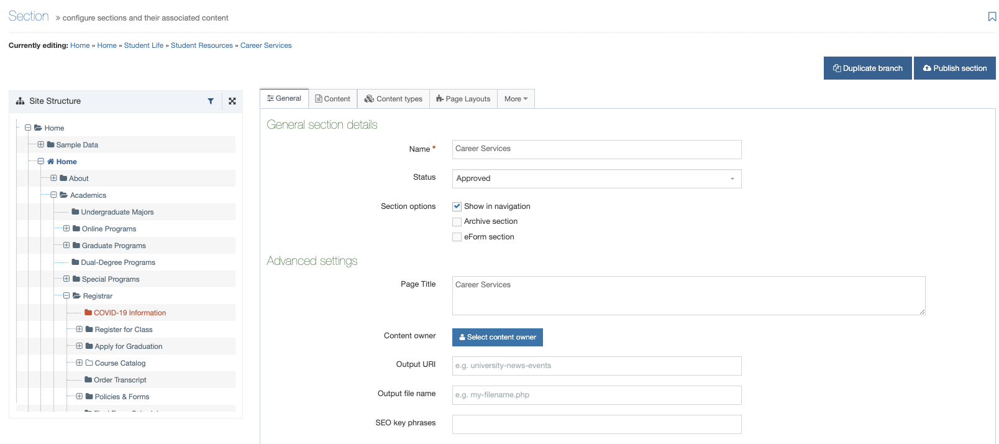 Section » configure sections and their associated content
Currently editing: Home » Home » Student Life » Student Resources » Career Services
Duplicate branch
Publish section
Site Structure
Home
Sample Data
Home
About
Academics
Undergraduate Majors
Online Programs
Graduate Programs
Dual-Degree Programs
Special Programs
Registrar
COVID-19 Information
Register for Class
Apply for Graduation
Course Catalog
Order Transcript
Policies & Forms
General
Content
Content types
Page Layouts
More
General section details
Name * Career Services
Status Approved
Section options Show in navigation
Archive section
eForm section
Advanced settings
Page Title Career Services
Content owner Select content owner
Output URI e.g. university-news-events
Output file name e.g. my-filename.php
SEO key phrases